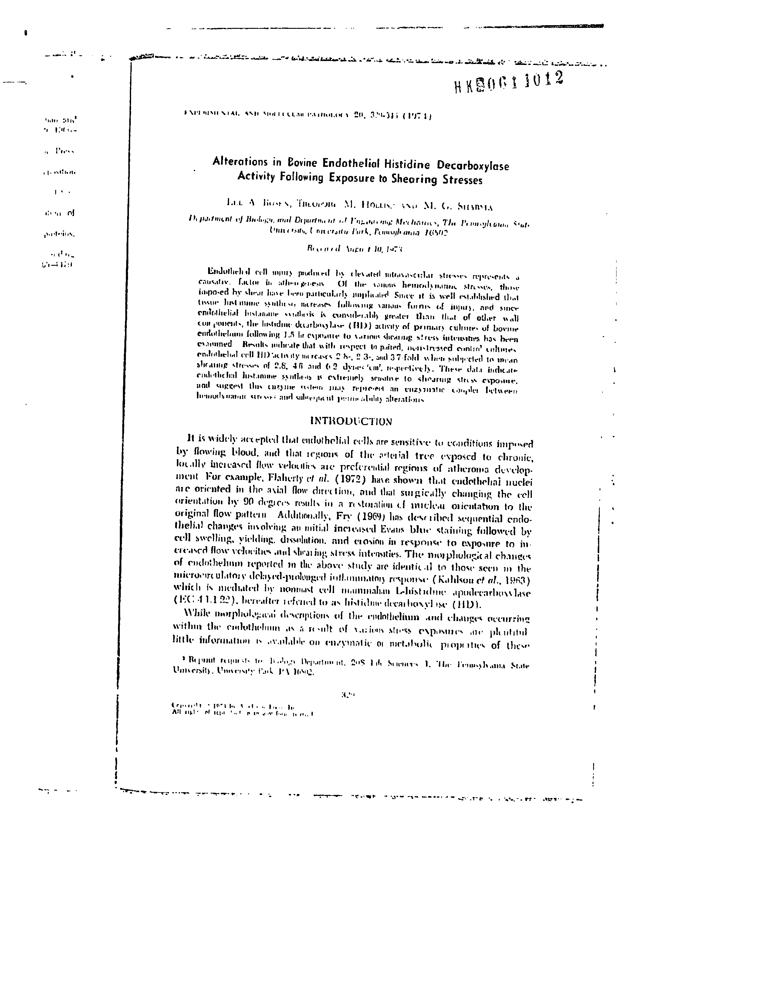 HK20611012
EXPERIMENTAL AND MOLECULAR PATHOLOGY 20, (1974)
Alterations in Bovine Endothelial Histidine Decarboxylase
Activity Following Exposure to Shearing Stresses
LEE A. ROSEN, THEODORE M. HOLLIS, AND M. G. SHARMA
Department of Biology, and Department of Engineering Mechanics, The Pennsylvania State
University, University Park, Pennsylvania 16802
Received August 10, 1973
Endothelial cell injury produced by elevated intravascular stresses represents a
causative factor in atherogenesis. Of the various hemodynamic stresses, those
imposed by shear have been particularly implicated. Since it is well established that
tissue histamine synthesis increases following various forms of injury, and since
endothelial histamine synthesis is considerably greater than that of other wall
components, the histidine decarboxylase (HD) activity of primary cultures of bovine
endothelium following 1.5 hr exposure to various shearing stress intensities has been
examined. Results indicate that with respect to paired, nonstressed control cultures
endothelial cell HD activity increases 2 3-, and 3.7-fold when subjected to mean
shearing stresses of 2.8, 4.6 and 6.2 dynes/cm², respectively. These data indicate
endothelial histamine synthesis is extremely sensitive to shearing stress exposure,
and suggest this enzyme system may represent an enzymatic coupler between
hemodynamic stresses and subsequent permeability alterations.
INTRODUCTION
It is widely accepted that endothelial cells are sensitive to conditions imposed
by flowing blood, and that regions of the arterial tree exposed to chronic,
locally increased flow velocities are preferential regions of atheroma develop-
ment. For example, Flaherty et al. (1972) have shown that endothelial nuclei
are oriented in the axial flow direction, and that surgically changing the cell
orientation by 90 degrees results in a restoration of nuclear orientation to the
original flow pattern. Additionally, Fry (1969) has described sequential endo-
thelial changes involving an initial increased Evans blue staining followed by
cell swelling, yielding, dissolution, and erosion in response to exposure to in-
creased flow velocities and shearing stress intensities. The morphological changes
of endothelium reported in the above study are identical to those seen in the
microcirculatory delayed-prolonged inflammatory response (Kahlson et al., 1963)
which is mediated by nonmast cell mammalian L-histidine apodecarboxylase
(EC 4.1.1.22), hereafter referred to as histidine decarboxylase (HD).
While morphological descriptions of the endothelium and changes occurring
within the endothelium as a result of various stress exposures are plentiful
little information is available on enzymatic or metabolic properties of these
¹ Reprint requests to: Biology Department, 208 Life Sciences I, The Pennsylvania State
University, University Park, PA 16802.
329
Copyright 1974 by Academic Press, Inc.
All rights of reproduction in any form reserved.